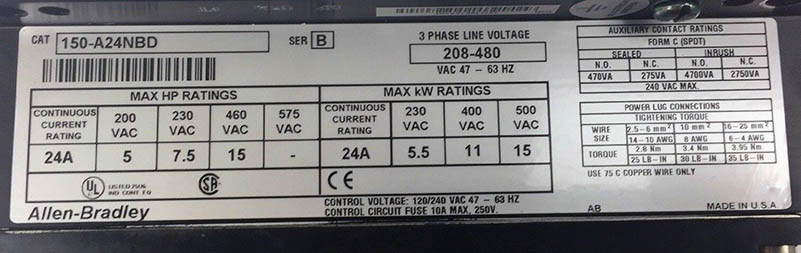 CAT 150-A24NBD SER B
3 PHASE LINE VOLTAGE
208-480
VAC 47 - 63 HZ
MAX HP RATINGS
CONTINUOUS CURRENT RATING 200 VAC 230 VAC 460 VAC 575 VAC
24A 5 7.5 15 -
MAX kW RATINGS
CONTINUOUS CURRENT RATING 230 VAC 400 VAC 500 VAC
24A 5.5 11 15
AUXILIARY CONTACT RATINGS
FORM C (SPDT)
SEALED INRUSH
N.O. N.C. N.O. N.C.
470VA 275VA 4700VA 2750VA
240 VAC MAX.
POWER LUG CONNECTIONS
TIGHTENING TORQUE
WIRE SIZE 2.5-6 mm² 10 mm² 16-25 mm²
14-10 AWG 8 AWG 6-4 AWG
TORQUE 2.8 Nm 3.4 Nm 3.95 Nm
25 LB-IN 30 LB-IN 35 LB-IN
USE 75 C COPPER WIRE ONLY
UL LISTED
IND CONT EQ
SA
CE
Allen-Bradley
CONTROL VOLTAGE: 120/240 VAC 47 - 63 HZ
CONTROL CIRCUIT FUSE 10A MAX, 250V.
AB
MADE IN U.S.A